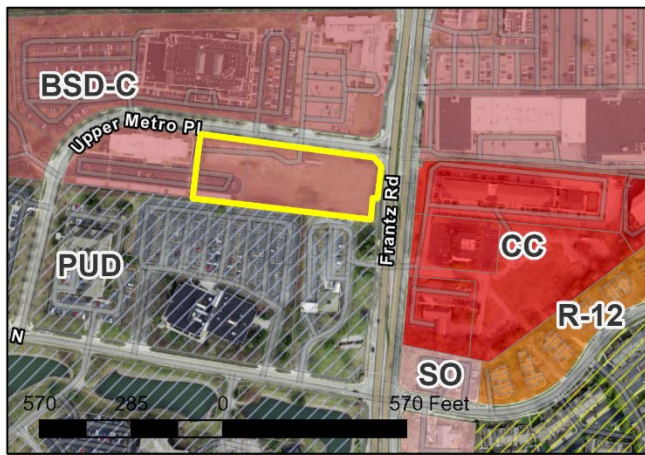 BSD-C
Upper Metro Pl
Frantz Rd
CC
PUD
R-12
N
SO
570 285 0 570 Feet